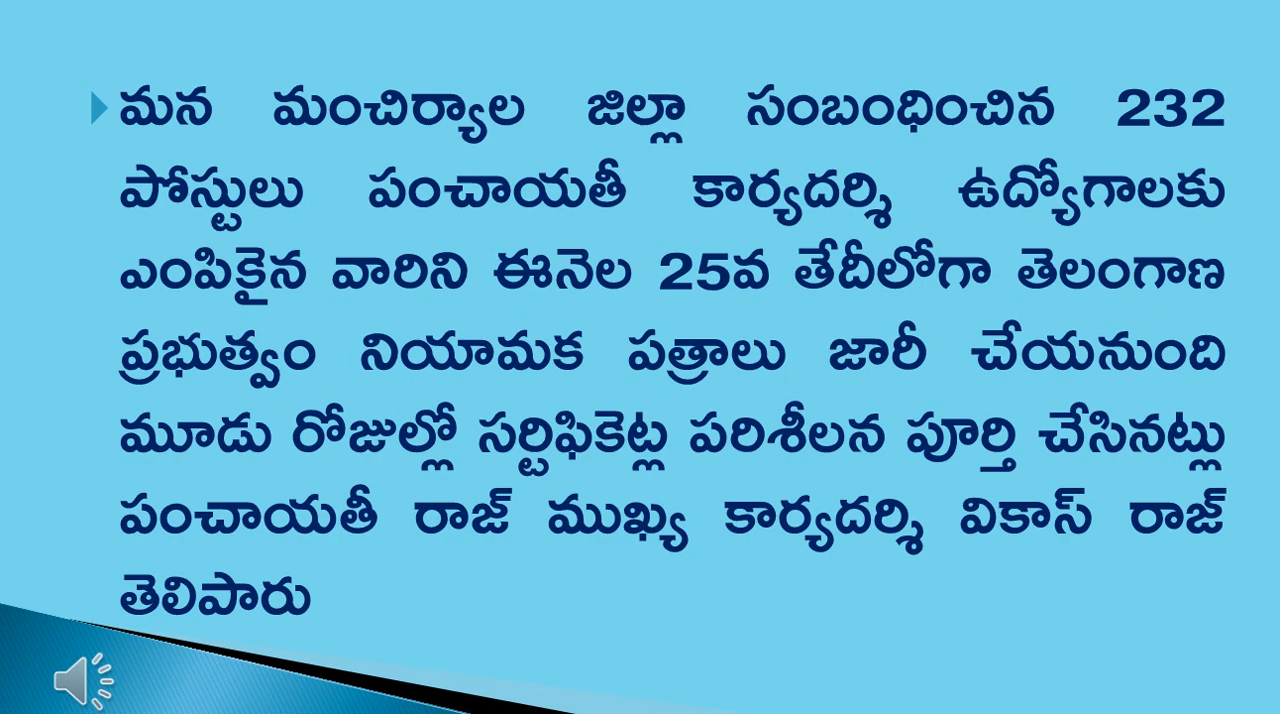 మన మంచిర్యాల జిల్లా సంబంధించిన 232
పోస్టులు పంచాయతీ కార్యదర్శి ఉద్యోగాలకు
ఎంపికైన వారిని ఈనెల 25వ తేదీలోగా తెలంగాణ
ప్రభుత్వం నియామక పత్రాలు జారీ చేయనుంది
మూడు రోజుల్లో సర్టిఫికెట్ల పరిశీలన పూర్తి చేసినట్లు
పంచాయతీ రాజ్ ముఖ్య కార్యదర్శి వికాస్ రాజ్
తెలిపారు